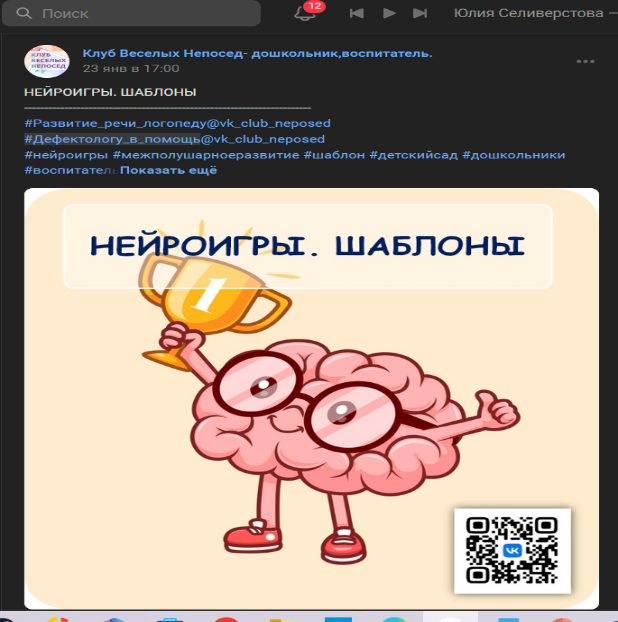 Поиск
12
Юлия Селиверстова —
КЛУБ
ВЕСЕЛЫХ
НЕПОСЕД
Клуб Веселых Непосед- дошкольник,воспитатель.
23 янв в 17:00
НЕЙРОИГРЫ. ШАБЛОНЫ
#Развитие_речи_логопеду@vk_club_neposed
#Дефектологу_в_помощь@vk_club_neposed
#нейроигры #межполушарноеразвитие #шаблон #детскийсад #дошкольники
#воспитатель Показать ещё
НЕЙРОИГРЫ. ШАБЛОНЫ
1